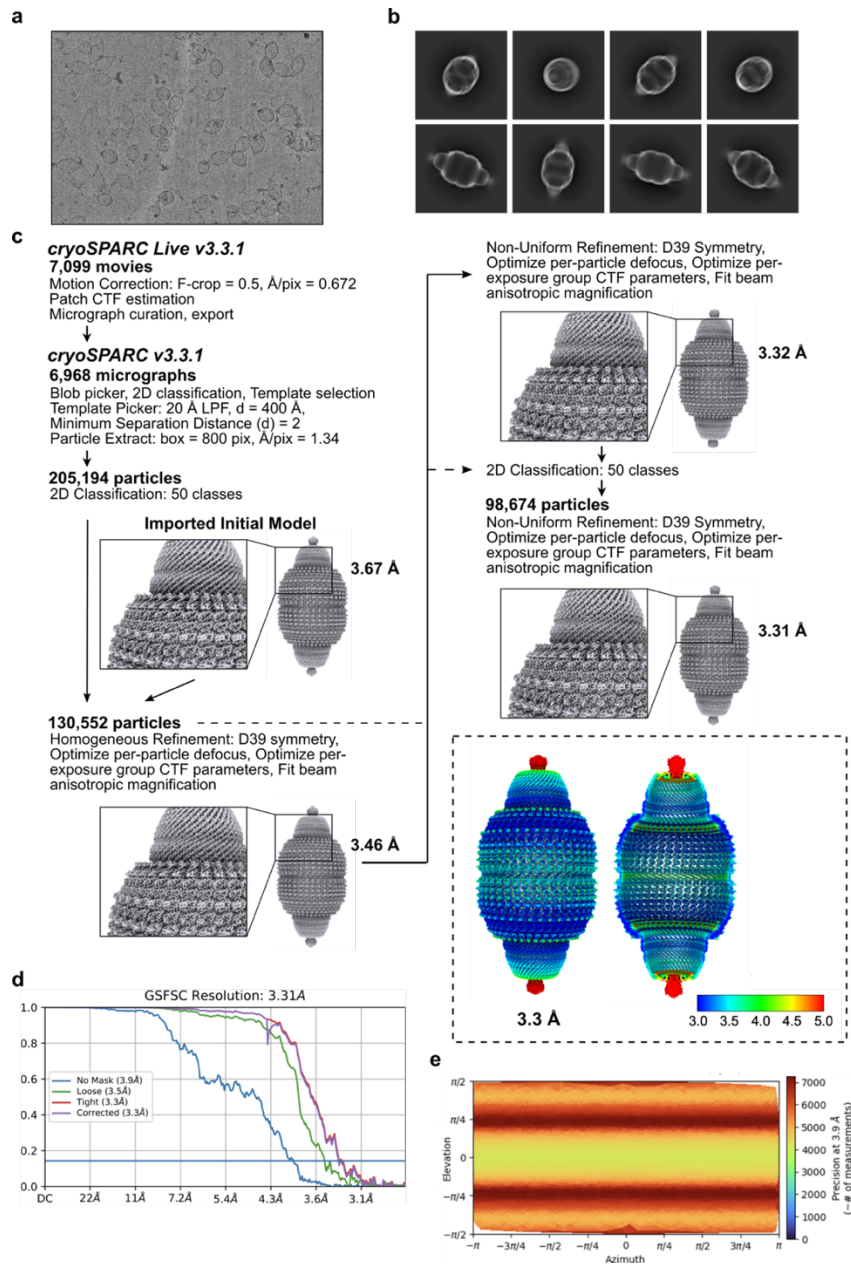 a
b
c
cryoSPARC Live v3.3.1
7,099 movies
Motion Correction: F-crop = 0.5, Å/pix = 0.672
Patch CTF estimation
Micrograph curation, export
cryoSPARC v3.3.1
6,968 micrographs
Blob picker, 2D classification, Template selection
Template Picker: 20 Å LPF, d = 400 Å,
Minimum Separation Distance (d) = 2
Particle Extract: box = 800 pix, Å/pix = 1.34
205,194 particles
2D Classification: 50 classes
Imported Initial Model
3.67 Å
130,552 particles
Homogeneous Refinement: D39 symmetry,
Optimize per-particle defocus, Optimize per-
exposure group CTF parameters, Fit beam
anisotropic magnification
3.46 Å
Non-Uniform Refinement: D39 Symmetry,
Optimize per-particle defocus, Optimize per-
exposure group CTF parameters, Fit beam
anisotropic magnification
3.32 Å
2D Classification: 50 classes
98,674 particles
Non-Uniform Refinement: D39 Symmetry,
Optimize per-particle defocus, Optimize per-
exposure group CTF parameters, Fit beam
anisotropic magnification
3.31 Å
3.3 Å
3.0 3.5 4.0 4.5 5.0
d
GSFSC Resolution: 3.31Å
1.0
0.8
0.6
0.4
0.2
0.0
No Mask (3.9Å)
Loose (3.5Å)
Tight (3.3Å)
Corrected (3.3Å)
DC 22Å 11Å 7.2Å 5.4Å 4.3Å 3.6Å 3.1Å
e
π/2
π/4
0
−π/4
−π/2
Elevation
−π −3π/4 −π/2 −π/4 0 π/4 π/2 3π/4 π
Azimuth
7000
6000
5000
4000
3000
2000
1000
0
Precision at 3.9 Å
(~# of measurements)